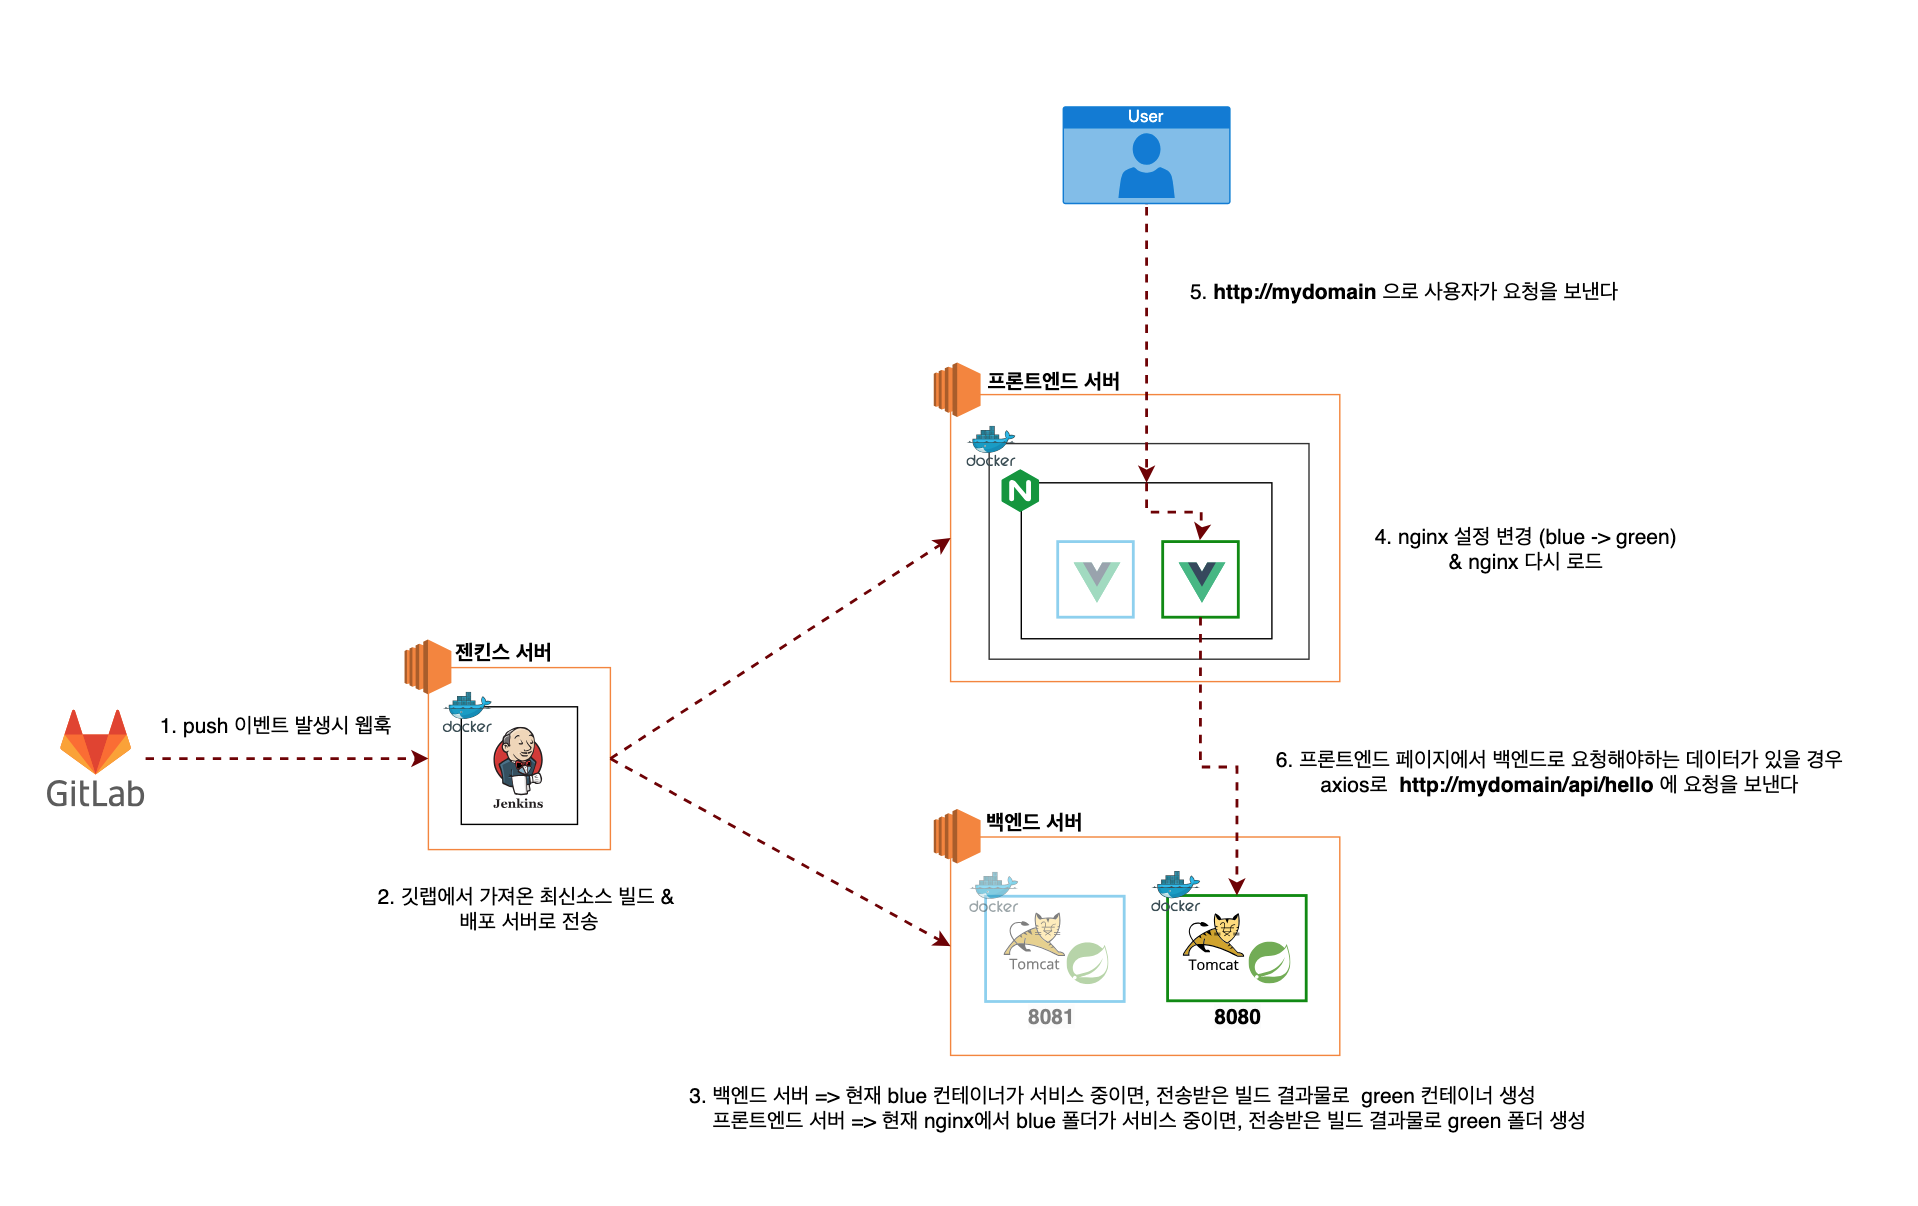 User
5. http://mydomain 으로 사용자가 요청을 보낸다
프론트엔드 서버
docker
N
4. nginx 설정 변경 (blue -> green)
& nginx 다시 로드
젠킨스 서버
docker
Jenkins
GitLab
1. push 이벤트 발생시 웹훅
2. 깃랩에서 가져온 최신소스 빌드 &
배포 서버로 전송
6. 프론트엔드 페이지에서 백엔드로 요청해야하는 데이터가 있을 경우
axios로 http://mydomain/api/hello 에 요청을 보낸다
백엔드 서버
docker
docker
Tomcat
Tomcat
8081
8080
3. 백엔드 서버 => 현재 blue 컨테이너가 서비스 중이면, 전송받은 빌드 결과물로 green 컨테이너 생성
프론트엔드 서버 => 현재 nginx에서 blue 폴더가 서비스 중이면, 전송받은 빌드 결과물로 green 폴더 생성